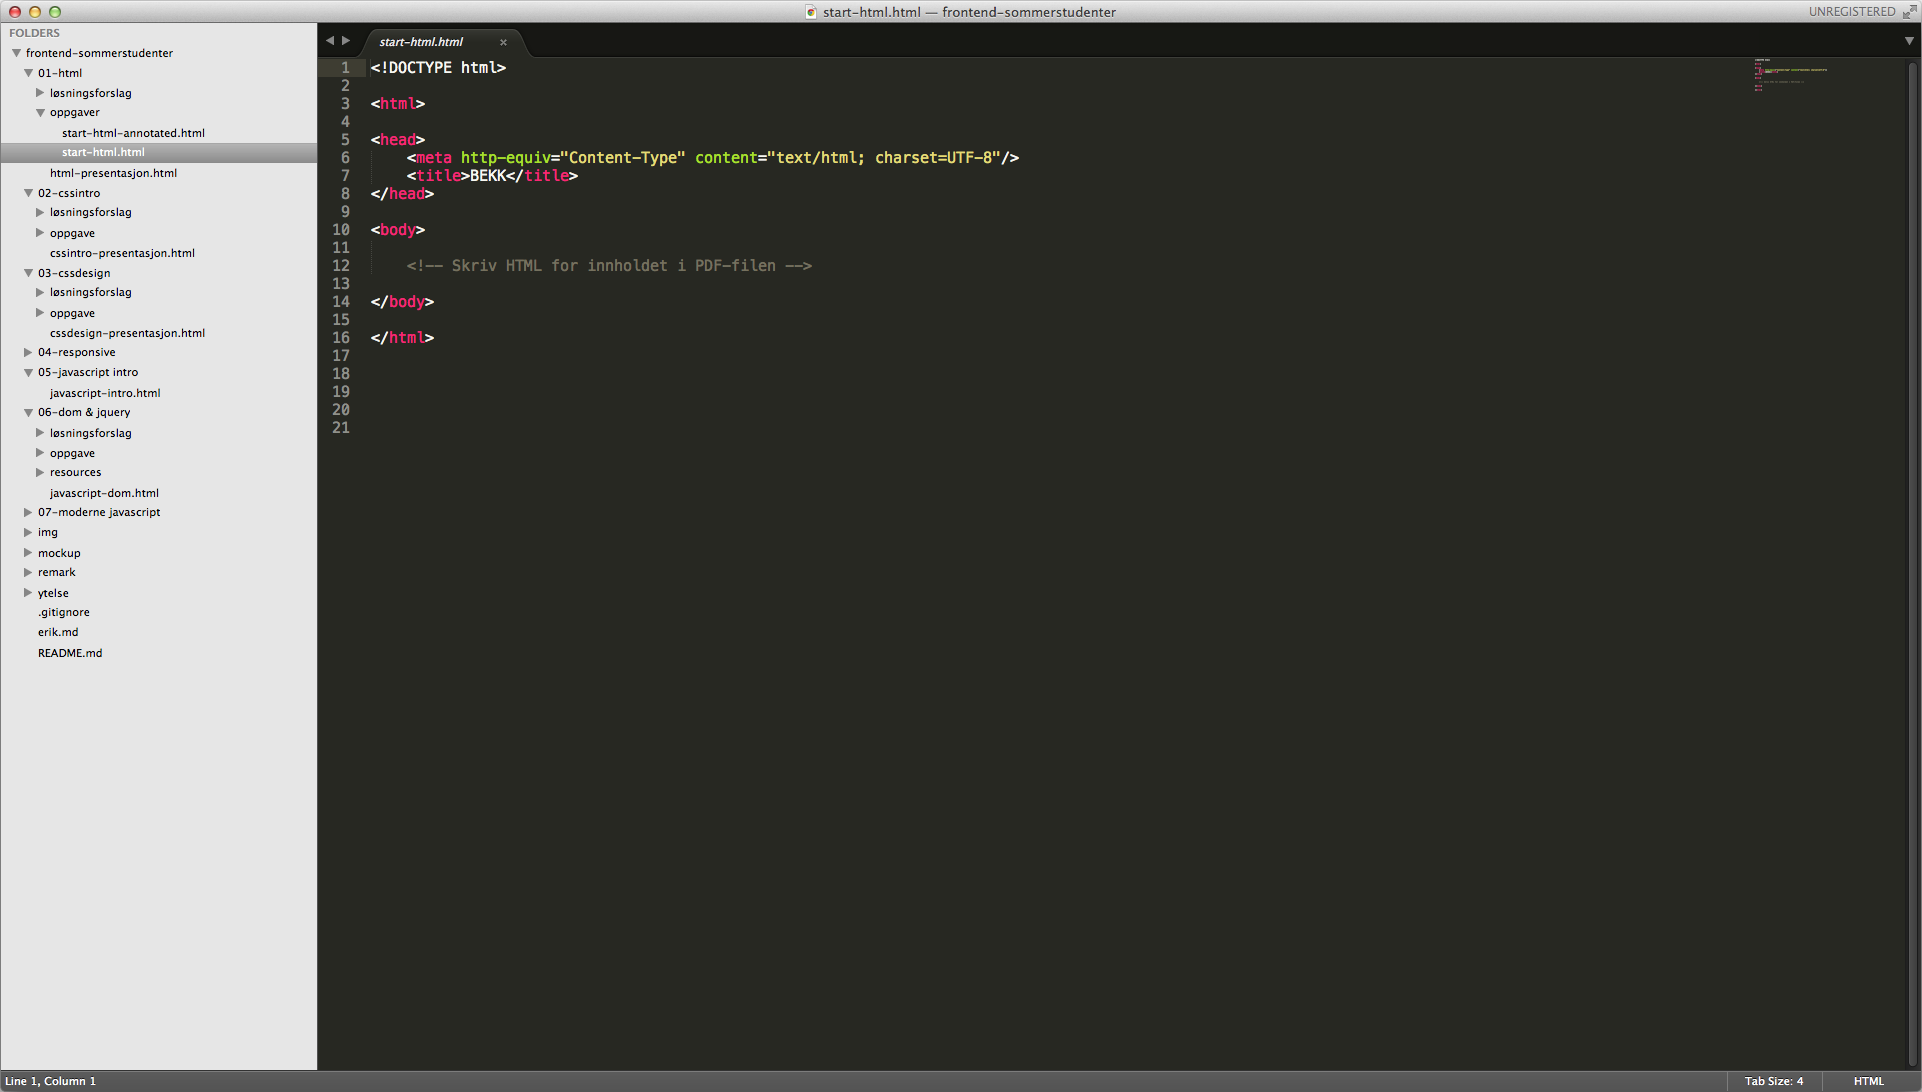 start-html.html — frontend-sommerstudenter
UNREGISTERED
FOLDERS
frontend-sommerstudenter
01-html
løsningsforslag
oppgaver
start-html-annotated.html
start-html.html
html-presentasjon.html
02-cssintro
løsningsforslag
oppgave
cssintro-presentasjon.html
03-cssdesign
løsningsforslag
oppgave
cssdesign-presentasjon.html
04-responsive
05-javascript intro
javascript-intro.html
06-dom & jquery
løsningsforslag
oppgave
resources
javascript-dom.html
07-moderne javascript
img
mockup
remark
ytelse
.gitignore
erik.md
README.md
start-html.html
1 <!DOCTYPE html>
2
3 <html>
4
5 <head>
6 <meta http-equiv="Content-Type" content="text/html; charset=UTF-8"/>
7 <title>BEKK</title>
8 </head>
9
10 <body>
11
12 <!-- Skriv HTML for innholdet i PDF-filen -->
13
14 </body>
15
16 </html>
17
18
19
20
21
Line 1, Column 1
Tab Size: 4
HTML